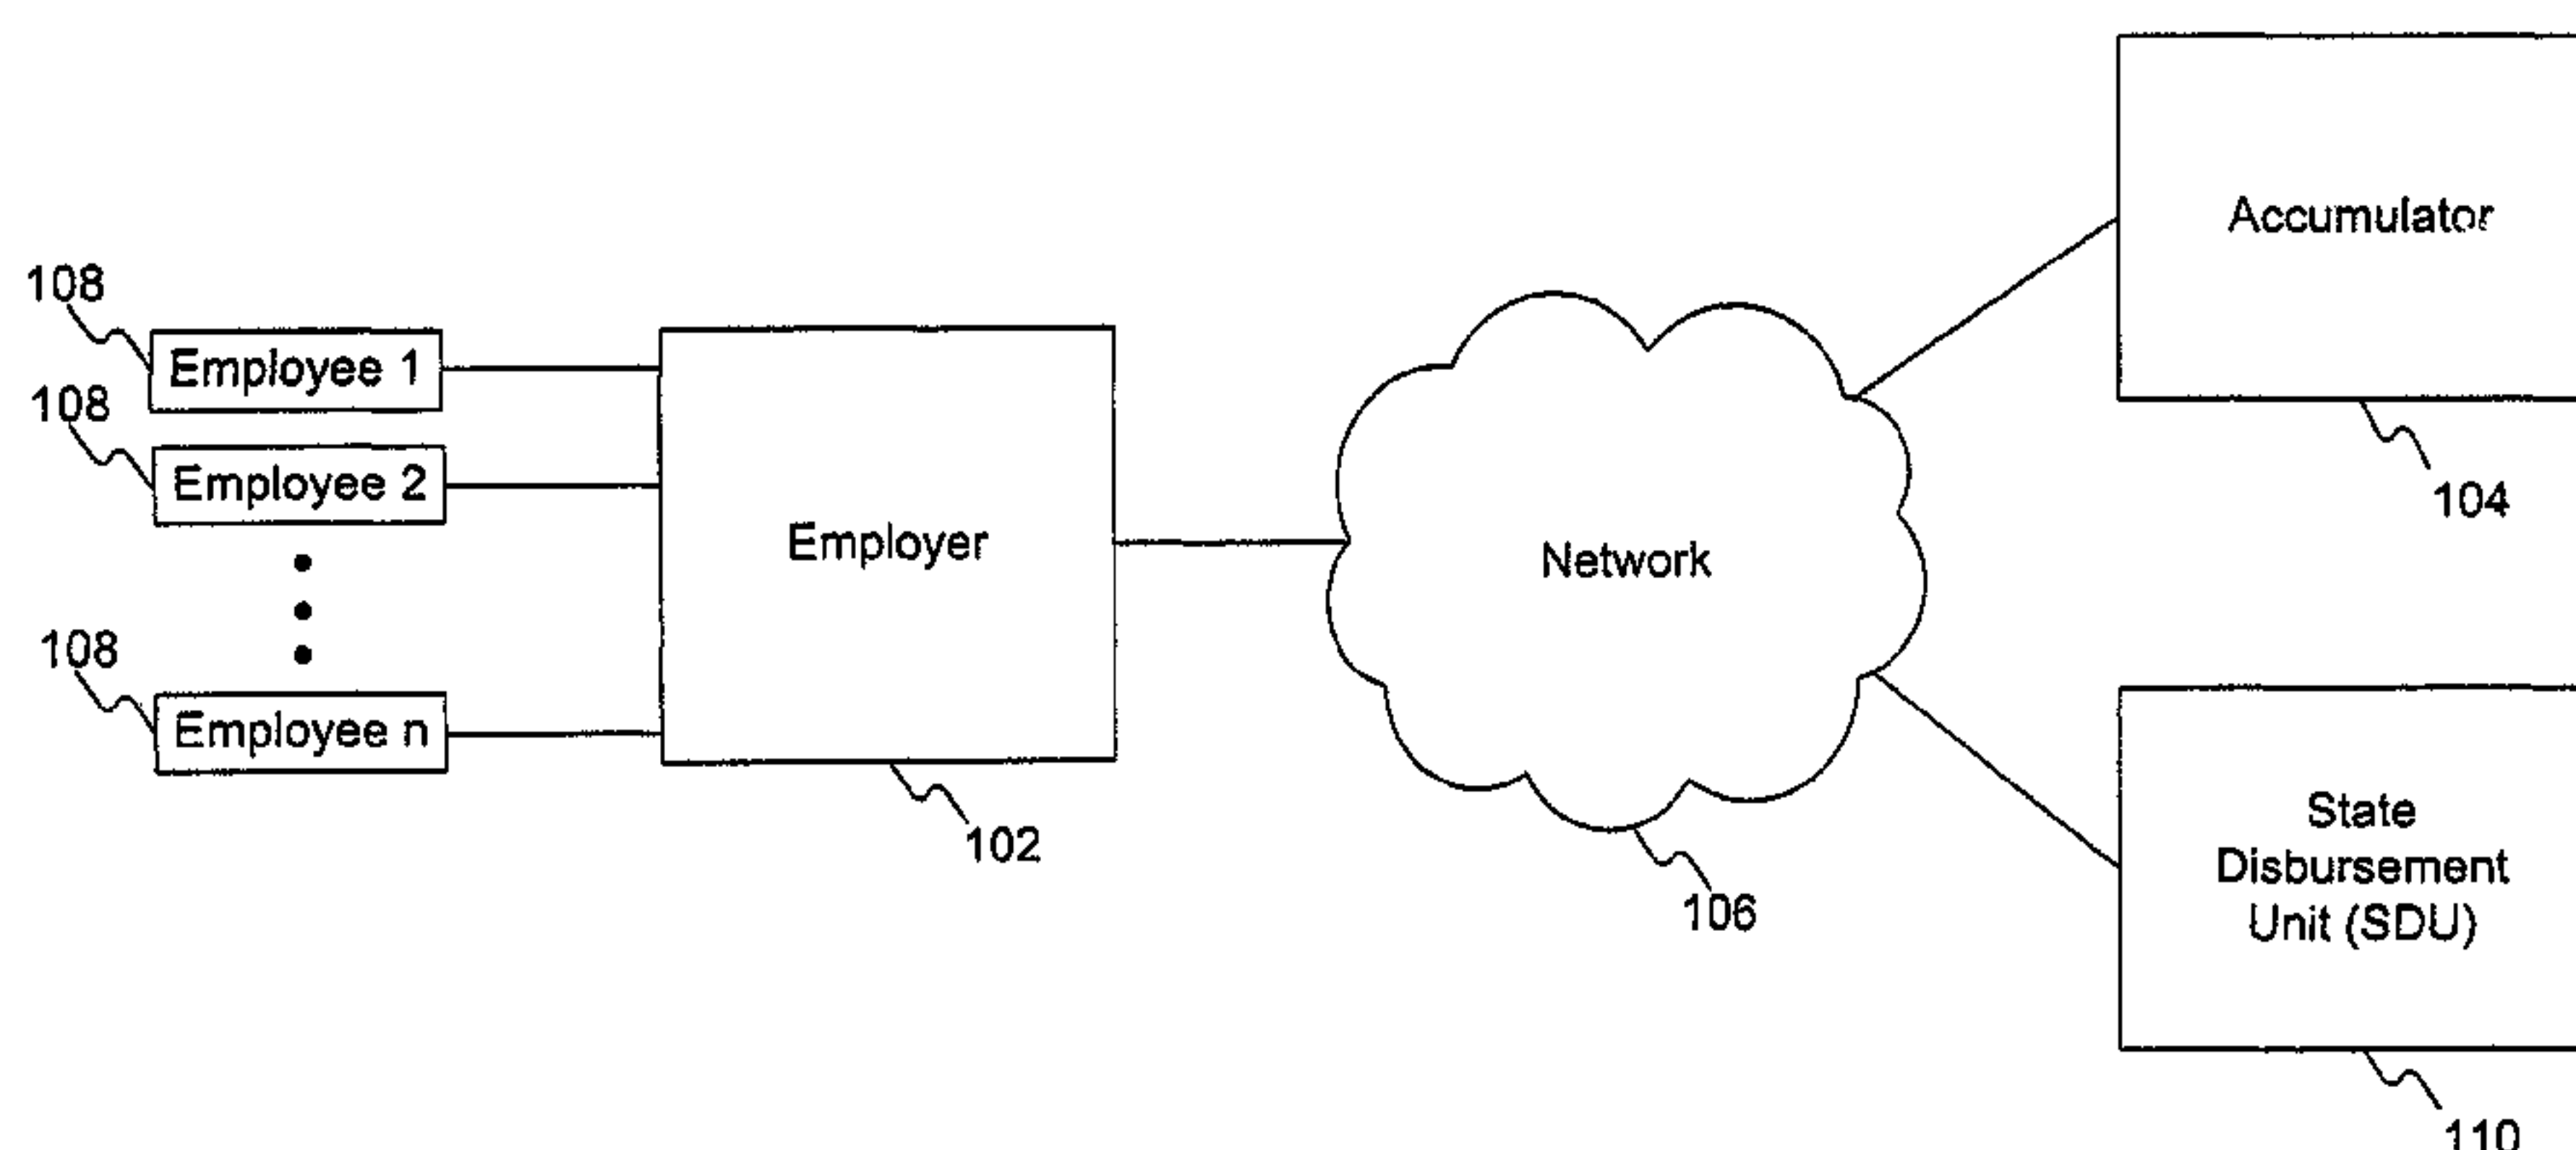 108
Employee 1
108
Employee 2
108
Employee n
Employer
102
Network
106
Accumulator
104
State
Disbursement
Unit (SDU)
110